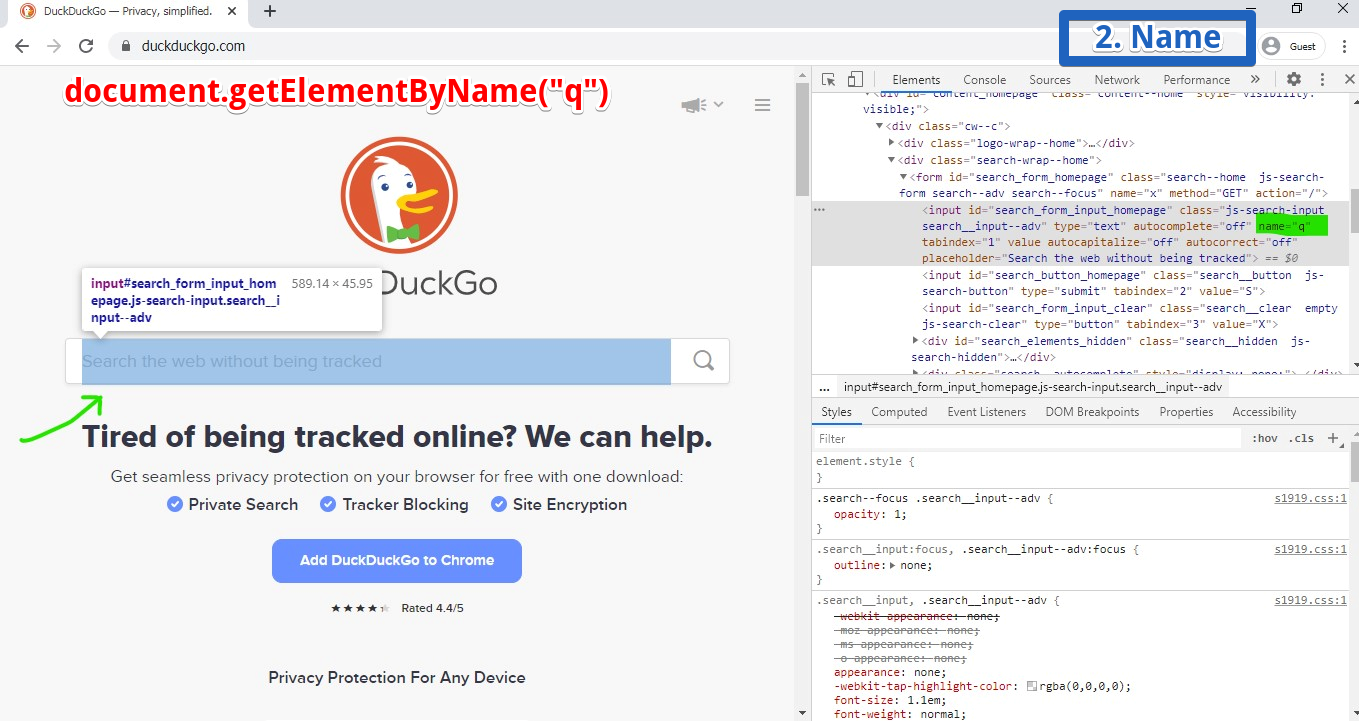 DuckDuckGo — Privacy, simplified.
duckduckgo.com
Guest
2. Name
document.getElementByName("q")
DuckGo
input#search_form_input_hom 589.14 × 45.95
epage.js-search-input.search__i
nput--adv
Search the web without being tracked
Tired of being tracked online? We can help.
Get seamless privacy protection on your browser for free with one download:
Private Search Tracker Blocking Site Encryption
Add DuckDuckGo to Chrome
Rated 4.4/5
Privacy Protection For Any Device
Elements Console Sources Network Performance »
<div id="content_homepage" class="content--home" style="visibility:
visible;">
<div class="cw--c">
<div class="logo-wrap--home">…</div>
<div class="search-wrap--home">
<form id="search_form_homepage" class="search--home js-search-
form search--adv search--focus" name="x" method="GET" action="/">
<input id="search_form_input_homepage" class="js-search-input
search__input--adv" type="text" autocomplete="off" name="q"
tabindex="1" value autocapitalize="off" autocorrect="off"
placeholder="Search the web without being tracked"> == $0
<input id="search_button_homepage" class="search__button js-
search-button" type="submit" tabindex="2" value="S">
<input id="search_form_input_clear" class="search__clear empty
js-search-clear" type="button" tabindex="3" value="X">
<div id="search_elements_hidden" class="search__hidden js-
search-hidden">…</div>
<div class="search__autocomplete" style="display: none;">…</div>
... input#search_form_input_homepage.js-search-input.search__input--adv
Styles Computed Event Listeners DOM Breakpoints Properties Accessibility
Filter :hov .cls +
element.style {
}
.search--focus .search__input--adv { s1919.css:1
opacity: 1;
}
.search__input:focus, .search__input--adv:focus { s1919.css:1
outline: none;
}
.search__input, .search__input--adv { s1919.css:1
-webkit-appearance: none;
-moz-appearance: none;
-ms-appearance: none;
-o-appearance: none;
appearance: none;
-webkit-tap-highlight-color: rgba(0,0,0,0);
font-size: 1.1em;
font-weight: normal;